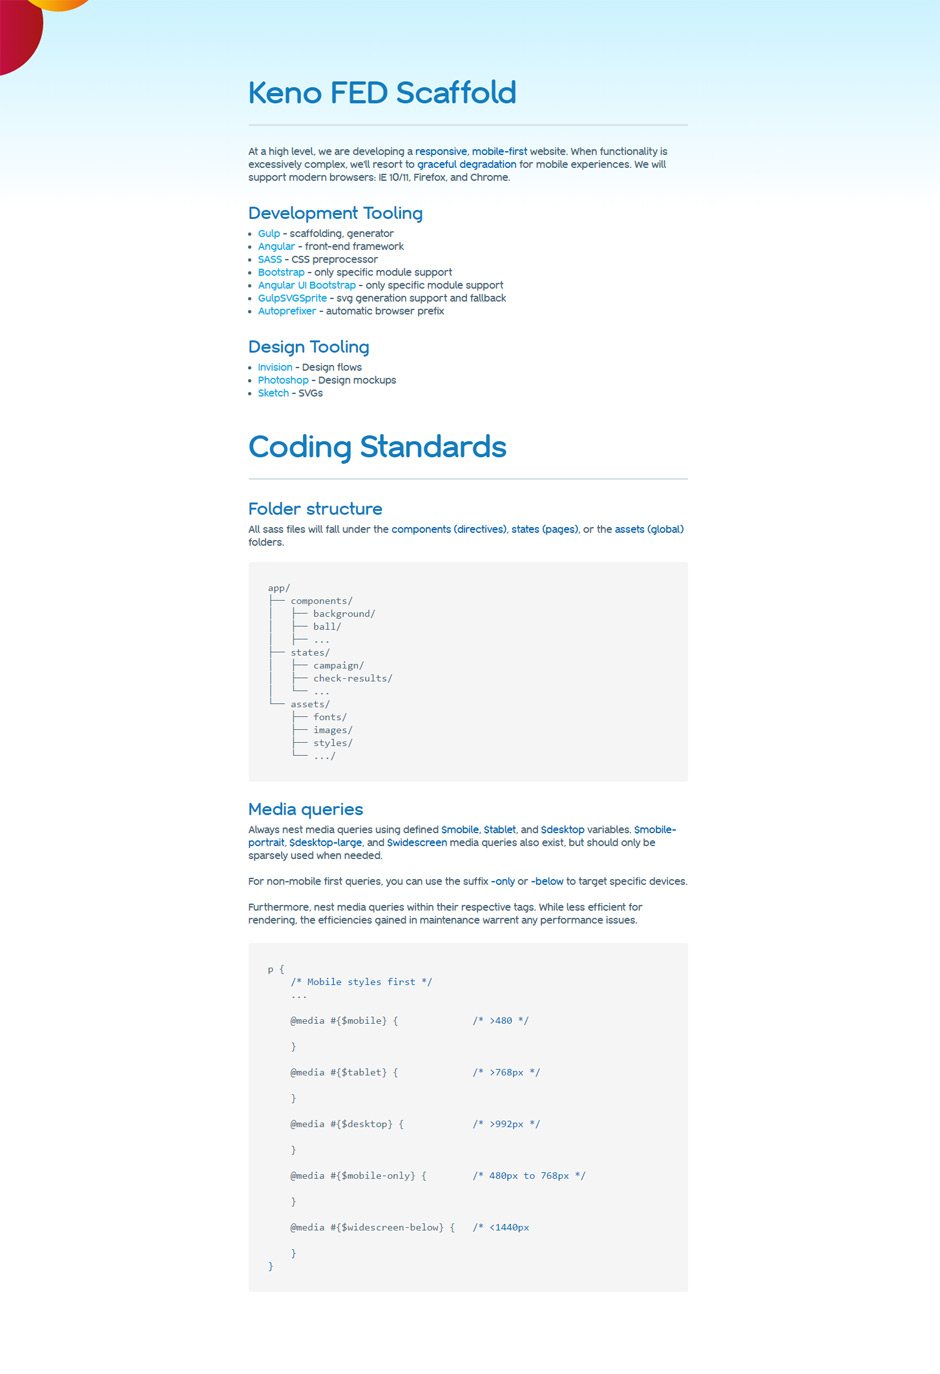 Keno FED Scaffold
At a high level, we are developing a responsive, mobile-first website. When functionality is
excessively complex, we'll resort to graceful degradation for mobile experiences. We will
support modern browsers: IE 10/11, Firefox, and Chrome.
Development Tooling
• Gulp - scaffolding, generator
• Angular - front-end framework
• SASS - CSS preprocessor
• Bootstrap - only specific module support
• Angular UI Bootstrap - only specific module support
• GulpSVGSprite - svg generation support and fallback
• Autoprefixer - automatic browser prefix
Design Tooling
• Invision - Design flows
• Photoshop - Design mockups
• Sketch - SVGs
Coding Standards
Folder structure
All sass files will fall under the components (directives), states (pages), or the assets (global)
folders.
app/
├── components/
│   ├── background/
│   ├── ball/
│   ├── ...
├── states/
│   ├── campaign/
│   ├── check-results/
│   └── ...
└── assets/
    ├── fonts/
    ├── images/
    ├── styles/
    └── .../
Media queries
Always nest media queries using defined $mobile, $tablet, and $desktop variables. $mobile-
portrait, $desktop-large, and $widescreen media queries also exist, but should only be
sparsely used when needed.
For non-mobile first queries, you can use the suffix -only or -below to target specific devices.
Furthermore, nest media queries within their respective tags. While less efficient for
rendering, the efficiencies gained in maintenance warrent any performance issues.
p {
    /* Mobile styles first */
    ...
    @media #{$mobile} {             /* >480 */
    }
    @media #{$tablet} {             /* >768px */
    }
    @media #{$desktop} {            /* >992px */
    }
    @media #{$mobile-only} {        /* 480px to 768px */
    }
    @media #{$widescreen-below} {   /* <1440px
    }
}